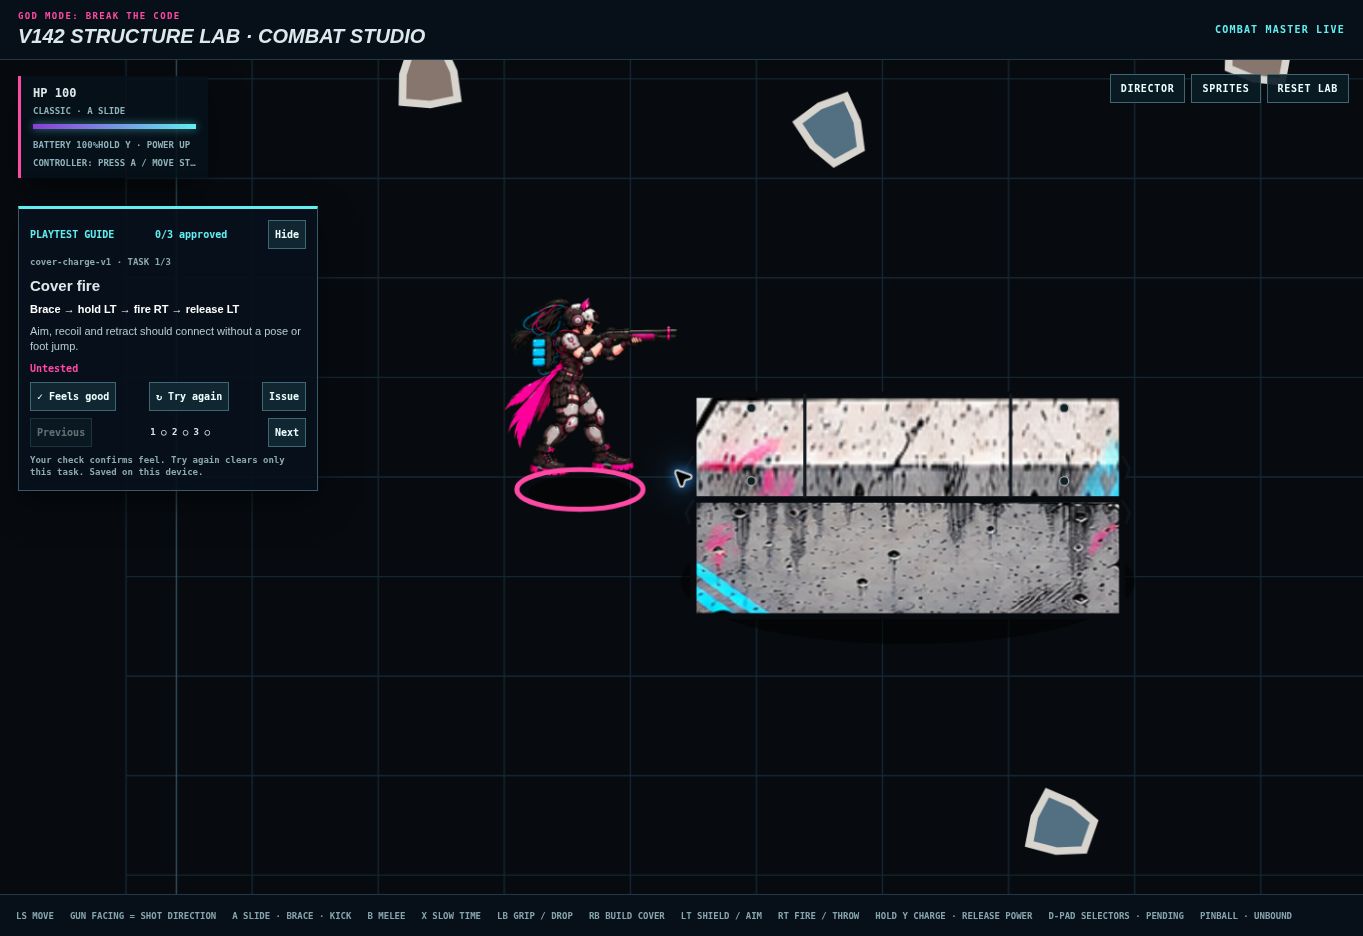 GOD MODE: BREAK THE CODE
V142 STRUCTURE LAB · COMBAT STUDIO
COMBAT MASTER LIVE
DIRECTOR
SPRITES
RESET LAB
HP 100
CLASSIC · A SLIDE
BATTERY 100%HOLD Y · POWER UP
CONTROLLER: PRESS A / MOVE ST…
PLAYTEST GUIDE
0/3 approved
Hide
cover-charge-v1 · TASK 1/3
Cover fire
Brace → hold LT → fire RT → release LT
Aim, recoil and retract should connect without a pose or
foot jump.
Untested
✓ Feels good
↻ Try again
Issue
Previous
1 ○ 2 ○ 3 ○
Next
Your check confirms feel. Try again clears only
this task. Saved on this device.
LS MOVE GUN FACING = SHOT DIRECTION A SLIDE · BRACE · KICK B MELEE X SLOW TIME LB GRIP / DROP RB BUILD COVER LT SHIELD / AIM RT FIRE / THROW HOLD Y CHARGE · RELEASE POWER D-PAD SELECTORS · PENDING PINBALL · UNBOUND